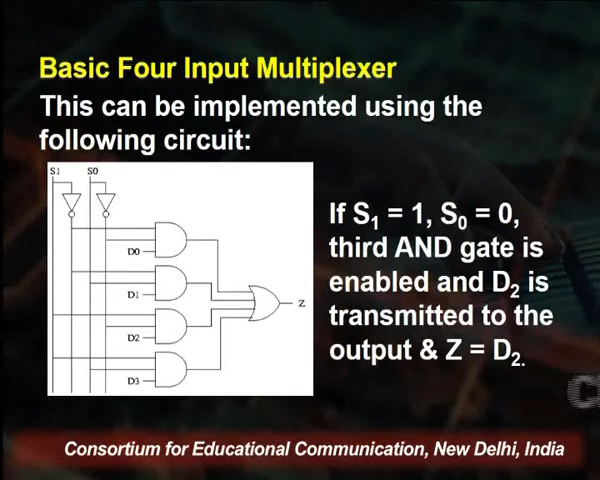 Basic Four Input Multiplexer
This can be implemented using the
following circuit:
S1 S0
D0
D1
D2
D3
Z
If S₁ = 1, S₀ = 0,
third AND gate is
enabled and D₂ is
transmitted to the
output & Z = D₂.
C
Consortium for Educational Communication, New Delhi, India